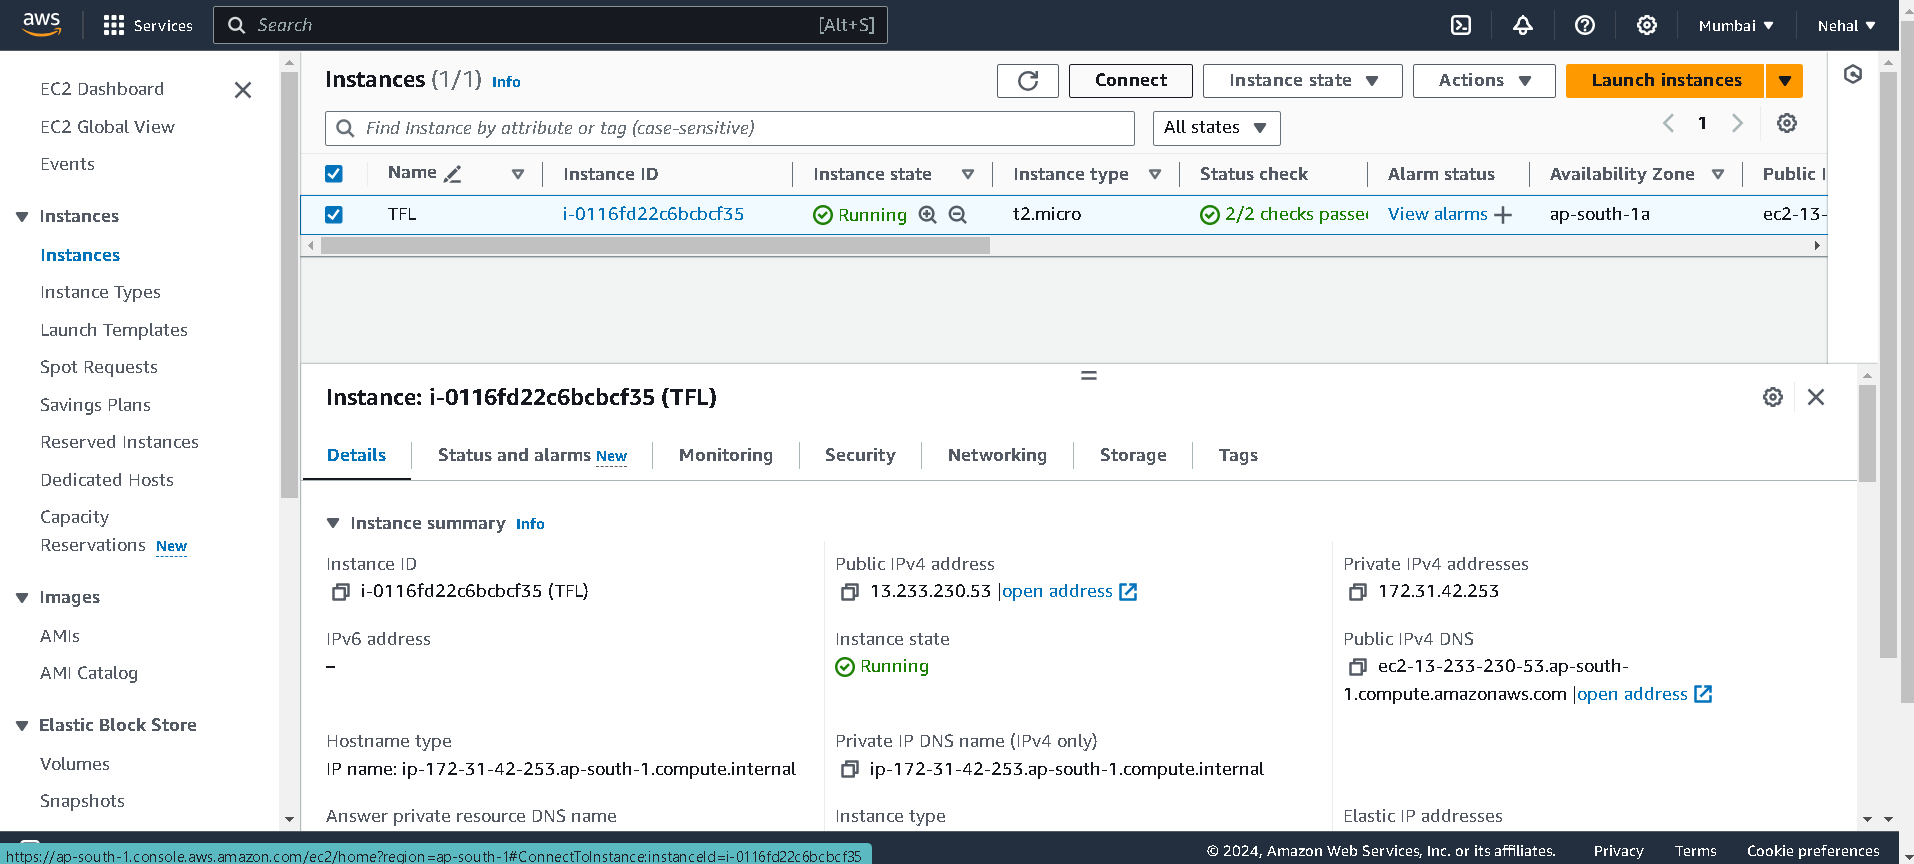 aws
Services
Search
[Alt+S]
Mumbai
Nehal
EC2 Dashboard
EC2 Global View
Events
Instances
Instances
Instance Types
Launch Templates
Spot Requests
Savings Plans
Reserved Instances
Dedicated Hosts
Capacity
Reservations New
Images
AMIs
AMI Catalog
Elastic Block Store
Volumes
Snapshots
Instances (1/1) Info
Connect
Instance state
Actions
Launch instances
Find Instance by attribute or tag (case-sensitive)
All states
1
Name
Instance ID
Instance state
Instance type
Status check
Alarm status
Availability Zone
Public I
TFL
i-0116fd22c6bcbcf35
Running
t2.micro
2/2 checks passed
View alarms
ap-south-1a
ec2-13-
Instance: i-0116fd22c6bcbcf35 (TFL)
Details
Status and alarms New
Monitoring
Security
Networking
Storage
Tags
Instance summary Info
Instance ID
i-0116fd22c6bcbcf35 (TFL)
Public IPv4 address
13.233.230.53 |open address
Private IPv4 addresses
172.31.42.253
IPv6 address
–
Instance state
Running
Public IPv4 DNS
ec2-13-233-230-53.ap-south-
1.compute.amazonaws.com |open address
Hostname type
IP name: ip-172-31-42-253.ap-south-1.compute.internal
Private IP DNS name (IPv4 only)
ip-172-31-42-253.ap-south-1.compute.internal
Answer private resource DNS name
Instance type
Elastic IP addresses
https://ap-south-1.console.aws.amazon.com/ec2/home?region=ap-south-1#ConnectToInstance:instanceId=i-0116fd22c6bcbcf35
© 2024, Amazon Web Services, Inc. or its affiliates.
Privacy
Terms
Cookie preferences